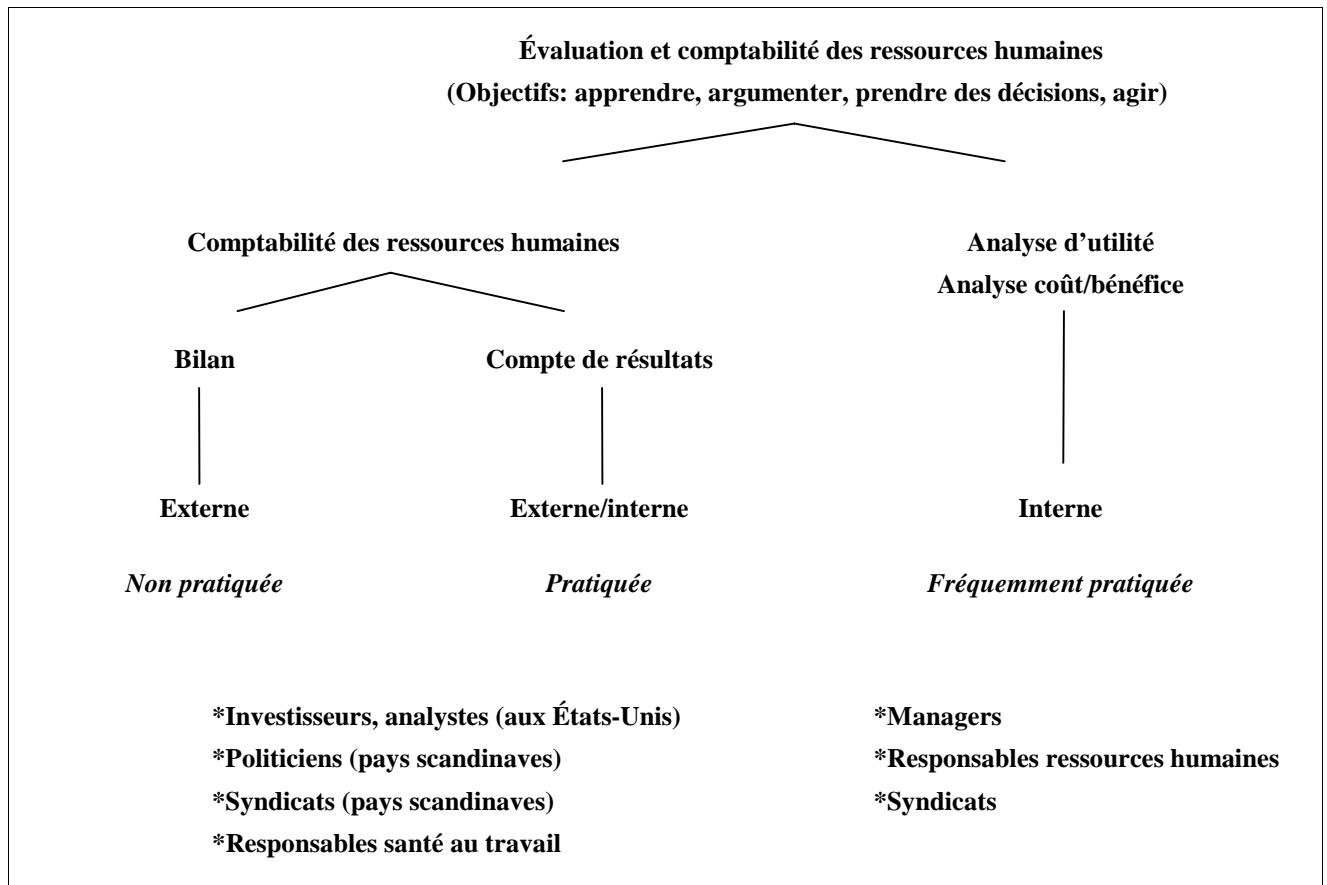 Évaluation et comptabilité des ressources humaines
(Objectifs: apprendre, argumenter, prendre des décisions, agir)
Comptabilité des ressources humaines
Analyse d’utilité
Analyse coût/bénéfice
Bilan
Compte de résultats
Externe
Externe/interne
Interne
Non pratiquée
Pratiquée
Fréquemment pratiquée
*Investisseurs, analystes (aux États-Unis)
*Politiciens (pays scandinaves)
*Syndicats (pays scandinaves)
*Responsables santé au travail
*Managers
*Responsables ressources humaines
*Syndicats